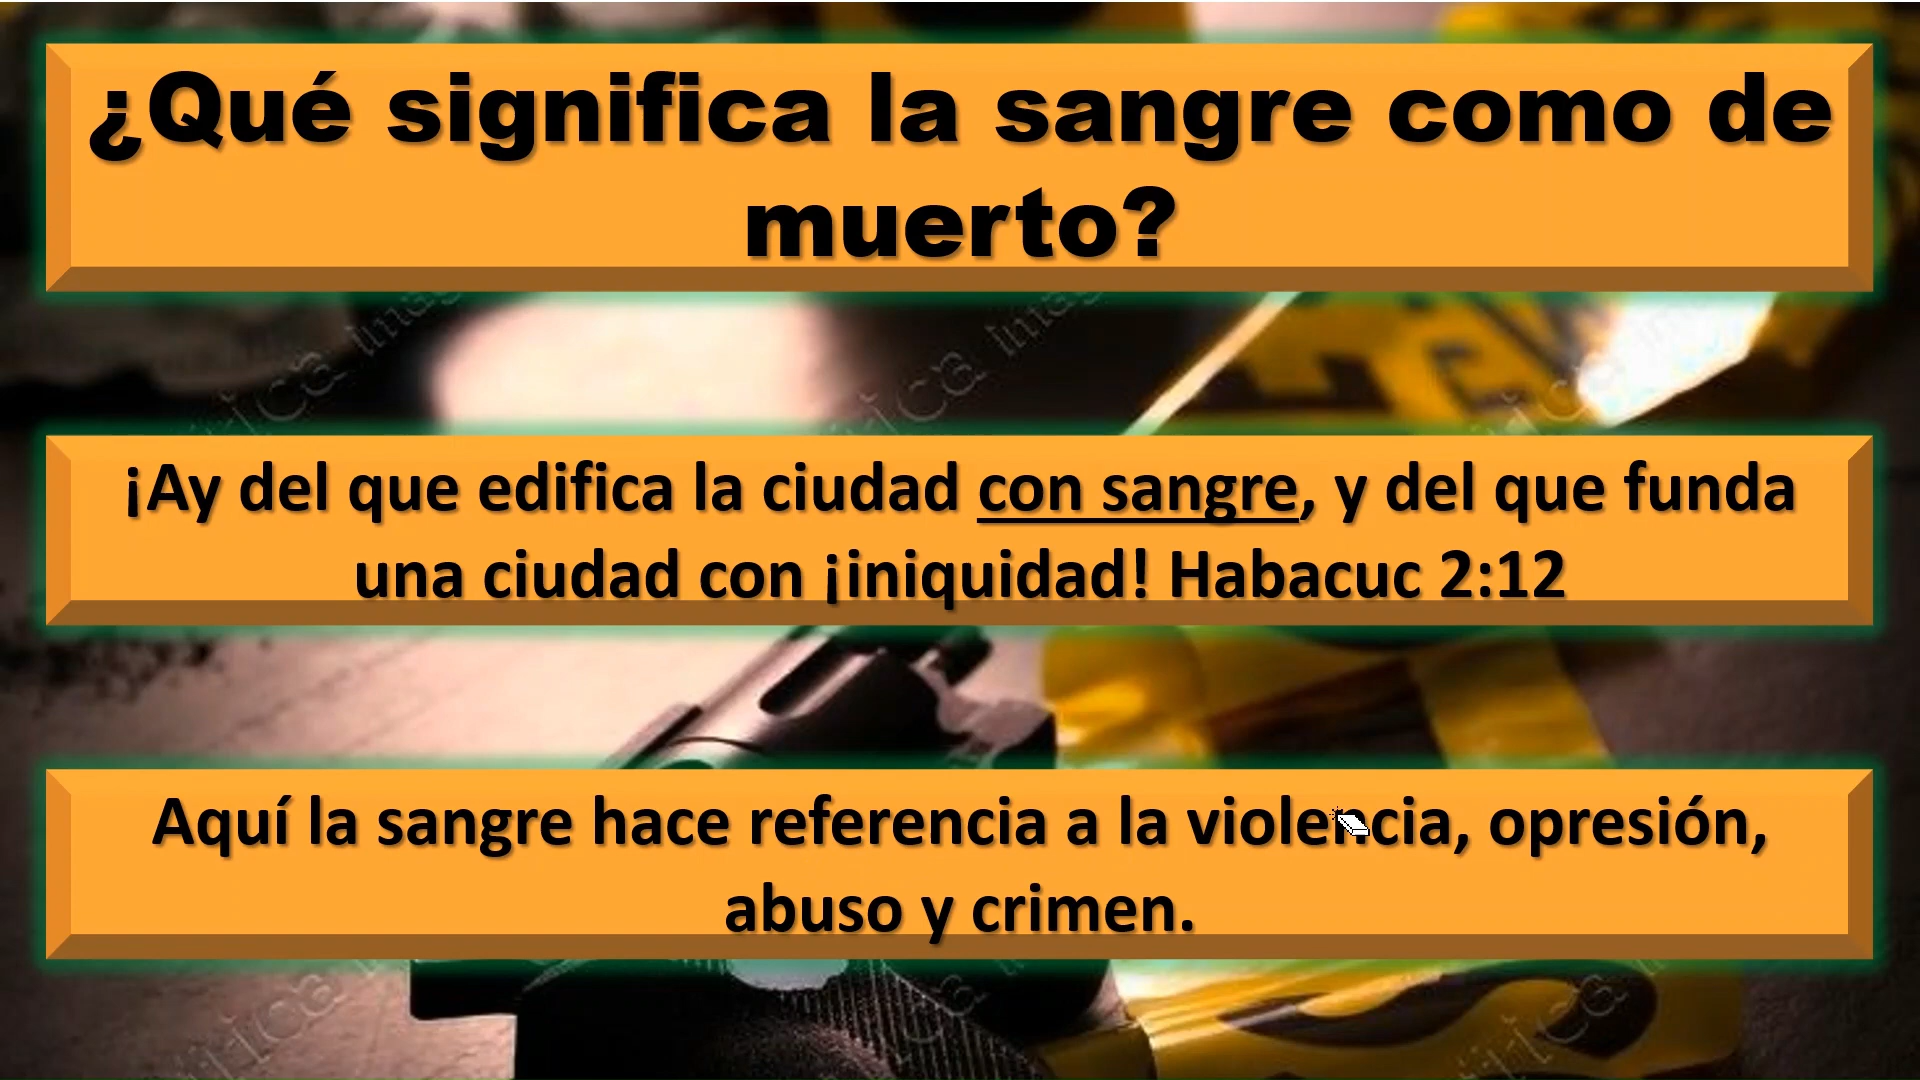 ¿Qué significa la sangre como de
muerto?
¡Ay del que edifica la ciudad con sangre, y del que funda
una ciudad con ¡iniquidad! Habacuc 2:12
Aquí la sangre hace referencia a la violencia, opresión,
abuso y crimen.